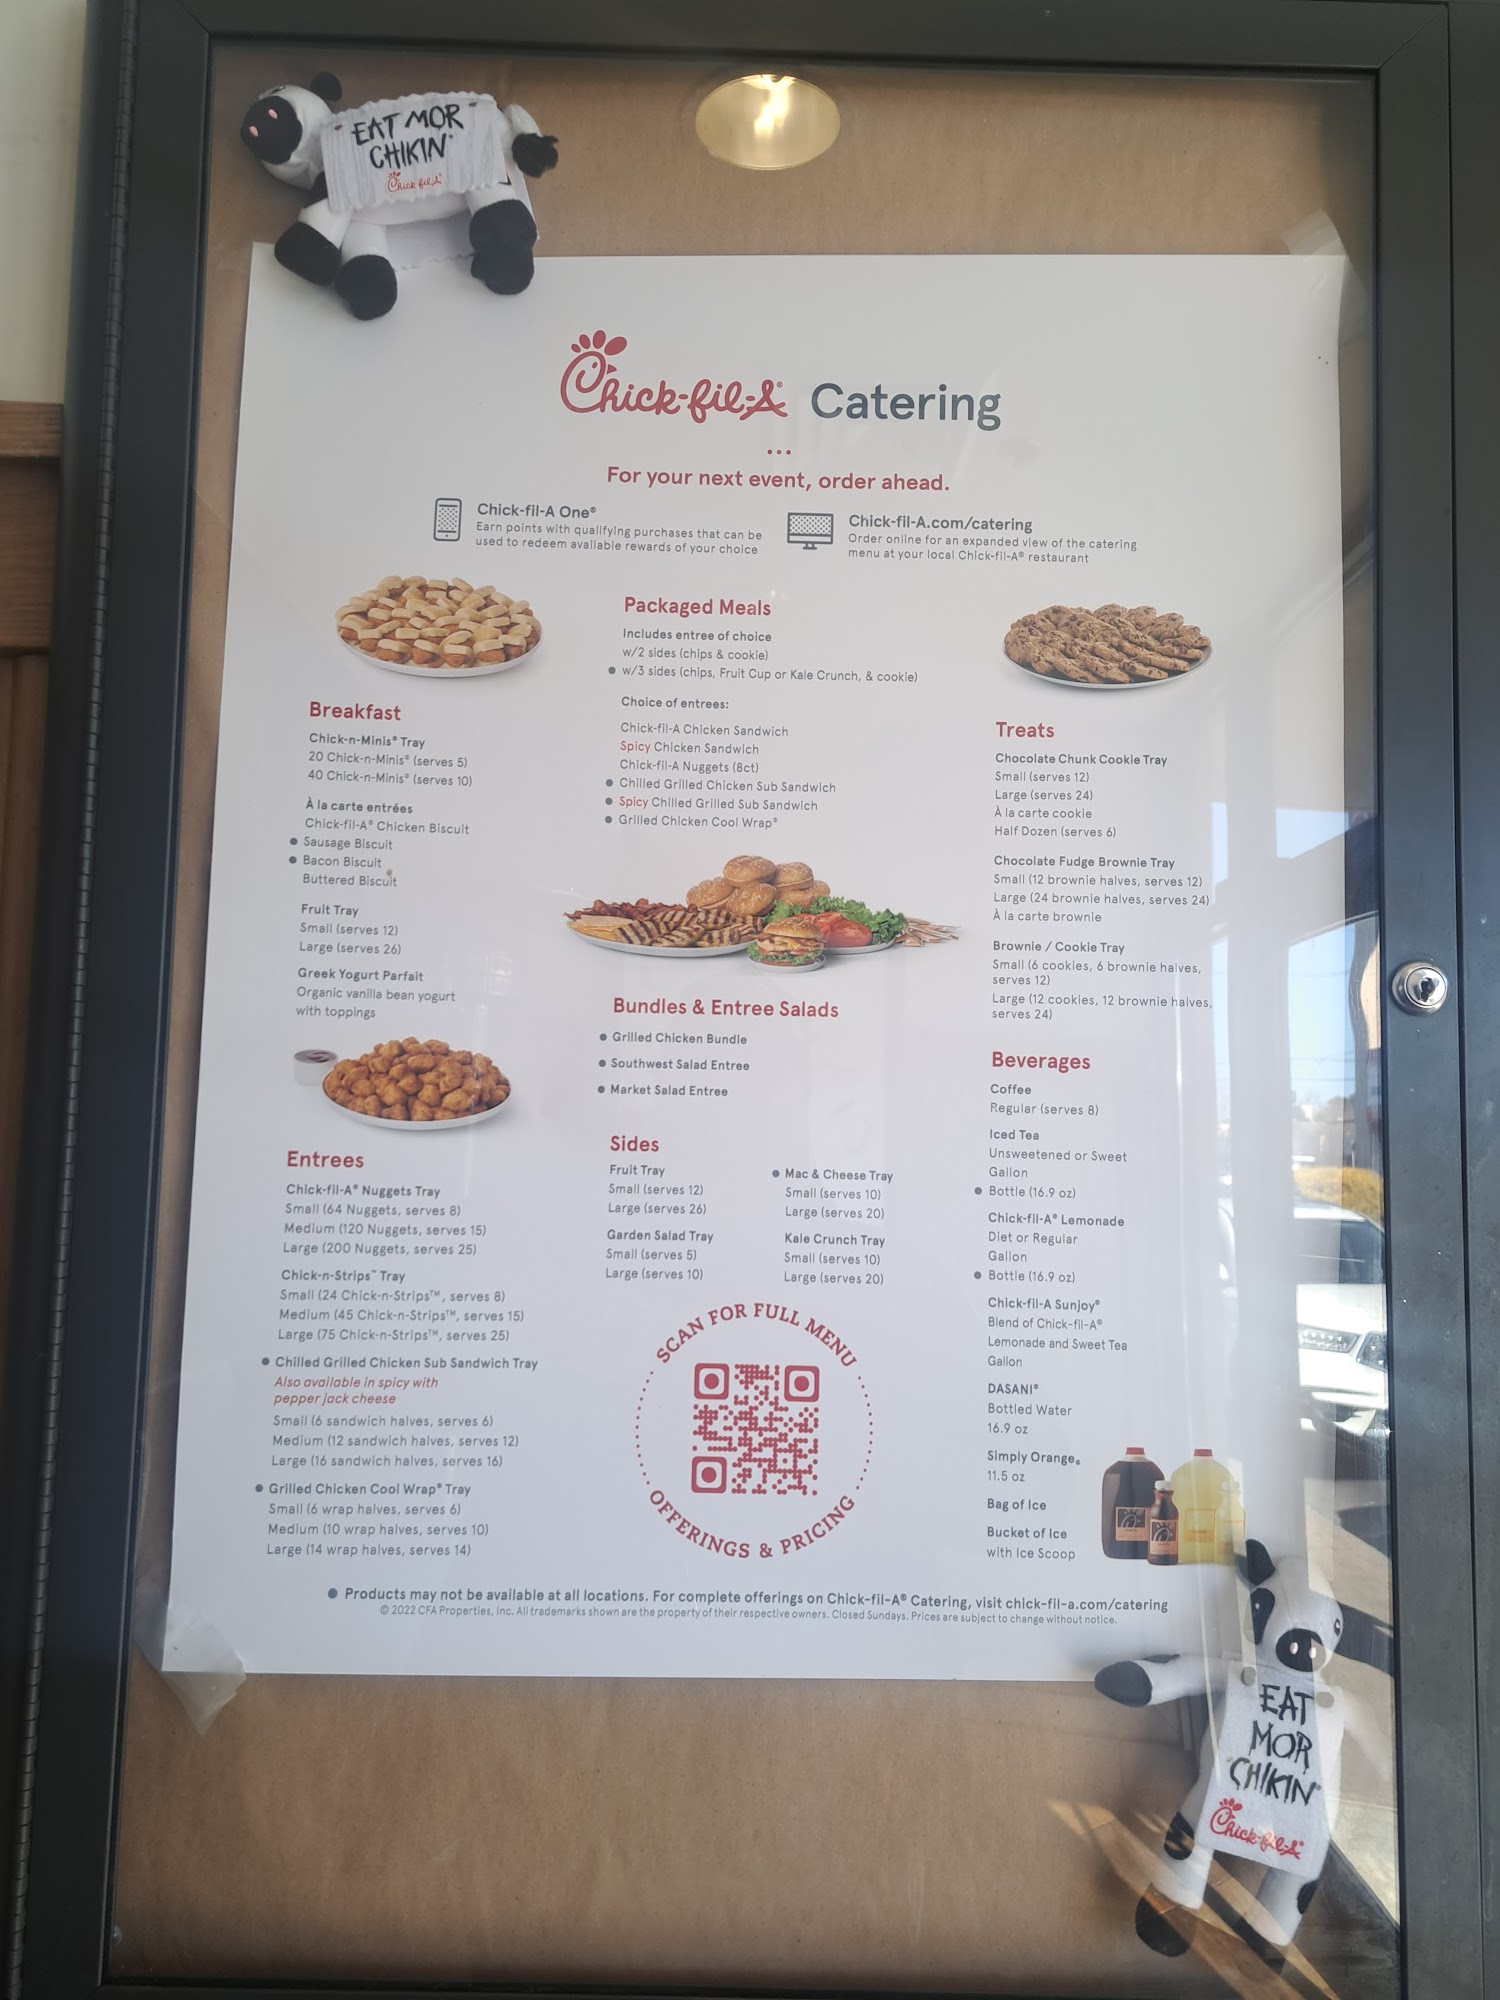 EAT MOR
CHIKIN
Chick-fil-A
Chick-fil-A® Catering
For your next event, order ahead.
Chick-fil-A One®
Earn points with qualifying purchases that can be
used to redeem available rewards of your choice
Chick-fil-A.com/catering
Order online for an expanded view of the catering
menu at your local Chick-fil-A® restaurant
Breakfast
Chick-n-Minis® Tray
20 Chick-n-Minis® (serves 5)
40 Chick-n-Minis® (serves 10)
À la carte entrées
Chick-fil-A® Chicken Biscuit
● Sausage Biscuit
● Bacon Biscuit
Buttered Biscuit
Fruit Tray
Small (serves 12)
Large (serves 26)
Greek Yogurt Parfait
Organic vanilla bean yogurt
with toppings
Entrees
Chick-fil-A® Nuggets Tray
Small (64 Nuggets, serves 8)
Medium (120 Nuggets, serves 15)
Large (200 Nuggets, serves 25)
Chick-n-Strips™ Tray
Small (24 Chick-n-Strips™, serves 8)
Medium (45 Chick-n-Strips™, serves 15)
Large (75 Chick-n-Strips™, serves 25)
● Chilled Grilled Chicken Sub Sandwich Tray
Also available in spicy with
pepper jack cheese
Small (6 sandwich halves, serves 6)
Medium (12 sandwich halves, serves 12)
Large (16 sandwich halves, serves 16)
● Grilled Chicken Cool Wrap® Tray
Small (6 wrap halves, serves 6)
Medium (10 wrap halves, serves 10)
Large (14 wrap halves, serves 14)
Packaged Meals
Includes entree of choice
w/2 sides (chips & cookie)
● w/3 sides (chips, Fruit Cup or Kale Crunch, & cookie)
Choice of entrees:
Chick-fil-A Chicken Sandwich
Spicy Chicken Sandwich
Chick-fil-A Nuggets (8ct)
● Chilled Grilled Chicken Sub Sandwich
● Spicy Chilled Grilled Sub Sandwich
● Grilled Chicken Cool Wrap®
Bundles & Entree Salads
● Grilled Chicken Bundle
● Southwest Salad Entree
● Market Salad Entree
Sides
Fruit Tray
Small (serves 12)
Large (serves 26)
Garden Salad Tray
Small (serves 5)
Large (serves 10)
● Mac & Cheese Tray
Small (serves 10)
Large (serves 20)
Kale Crunch Tray
Small (serves 10)
Large (serves 20)
SCAN FOR FULL MENU
OFFERINGS & PRICING
Treats
Chocolate Chunk Cookie Tray
Small (serves 12)
Large (serves 24)
À la carte cookie
Half Dozen (serves 6)
Chocolate Fudge Brownie Tray
Small (12 brownie halves, serves 12)
Large (24 brownie halves, serves 24)
À la carte brownie
Brownie / Cookie Tray
Small (6 cookies, 6 brownie halves,
serves 12)
Large (12 cookies, 12 brownie halves,
serves 24)
Beverages
Coffee
Regular (serves 8)
Iced Tea
Unsweetened or Sweet
Gallon
● Bottle (16.9 oz)
Chick-fil-A® Lemonade
Diet or Regular
Gallon
● Bottle (16.9 oz)
Chick-fil-A Sunjoy®
Blend of Chick-fil-A®
Lemonade and Sweet Tea
Gallon
DASANI®
Bottled Water
16.9 oz
Simply Orange®
11.5 oz
Bag of Ice
Bucket of Ice
with Ice Scoop
● Products may not be available at all locations. For complete offerings on Chick-fil-A® Catering, visit chick-fil-a.com/catering
© 2022 CFA Properties, Inc. All trademarks shown are the property of their respective owners. Closed Sundays. Prices are subject to change without notice.
EAT
MOR
CHIKIN
Chick-fil-A